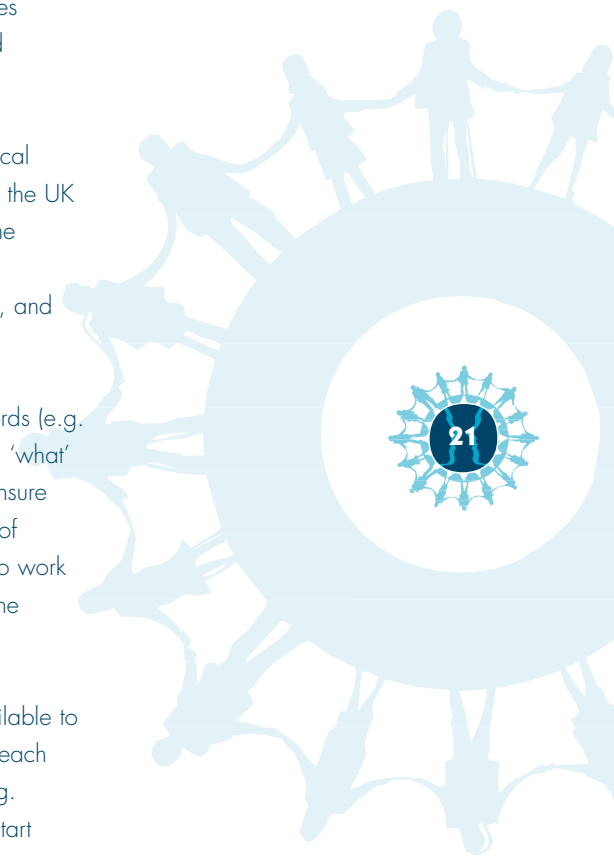 es
d
cal
the UK
ne
, and
rds (e.g.
'what'
nsure
of
o work
ne
ilable to
each
g.
tart
21